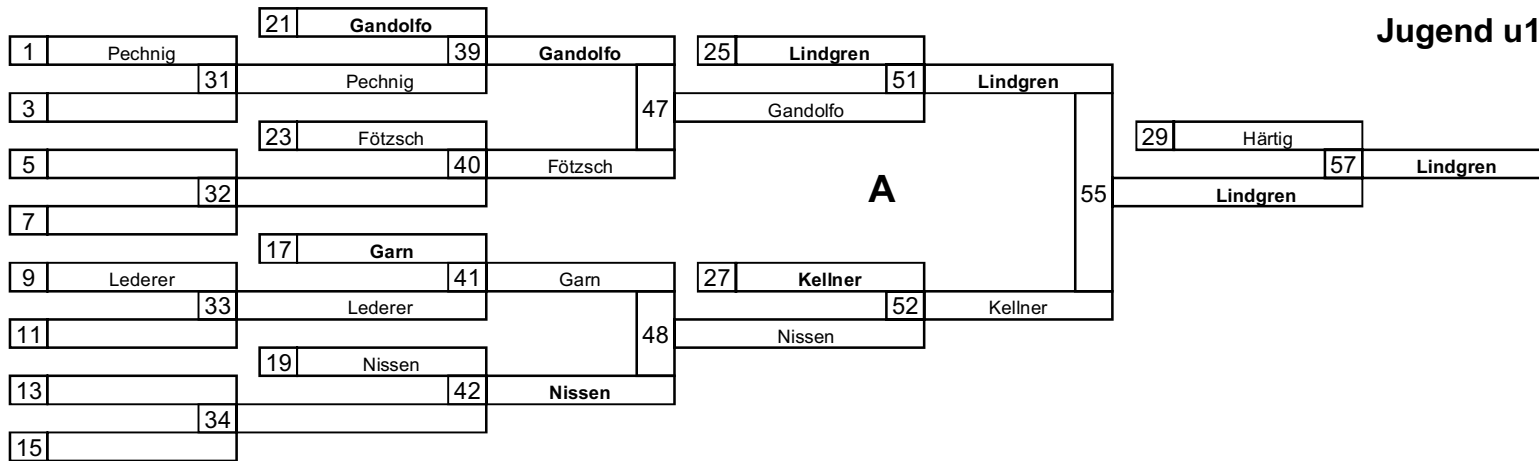 21 Gandolfo
Jugend u1
1 Pechnig 39 Gandolfo 25 Lindgren
31 Pechnig 51 Lindgren
3 47 Gandolfo
23 Fötzsch 29 Härtig
5 40 Fötzsch 57 Lindgren
32 A 55 Lindgren
7
17 Garn
9 Lederer 41 Garn 27 Kellner
33 Lederer 52 Kellner
11 48 Nissen
19 Nissen
13 42 Nissen
34
15